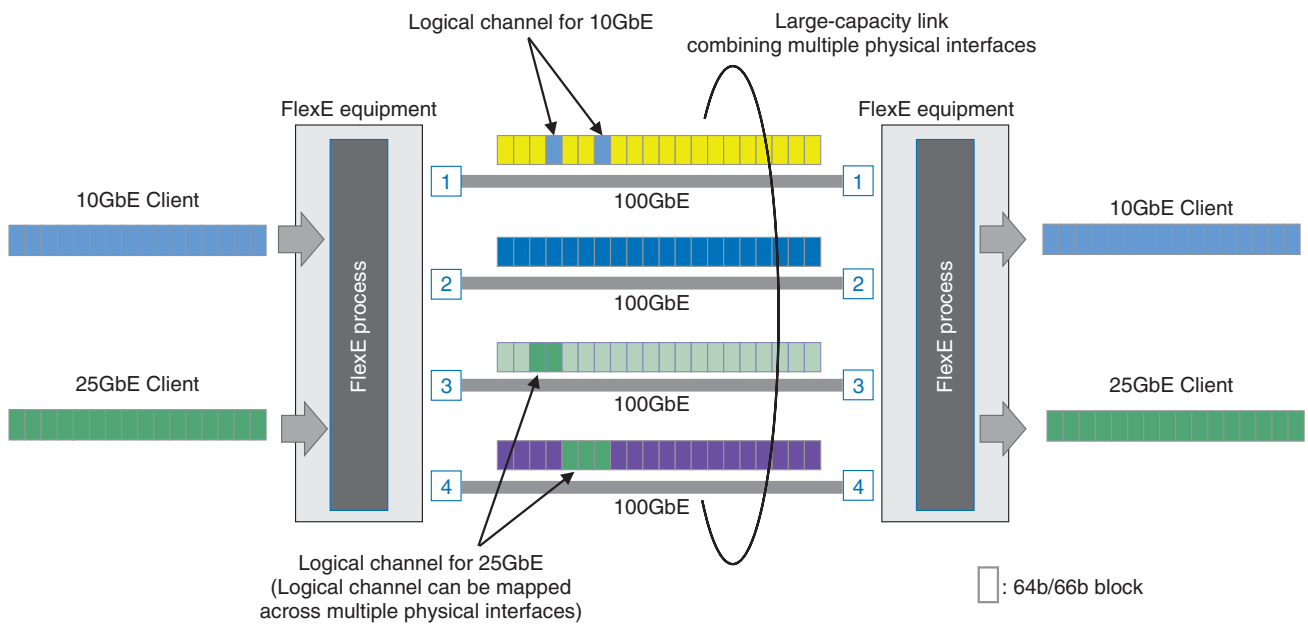 Logical channel for 10GbE
Large-capacity link
combining multiple physical interfaces
FlexE equipment
FlexE equipment
1
1
100GbE
10GbE Client
10GbE Client
FlexE process
FlexE process
2
2
100GbE
25GbE Client
25GbE Client
3
3
100GbE
4
4
100GbE
Logical channel for 25GbE
(Logical channel can be mapped
across multiple physical interfaces)
: 64b/66b block